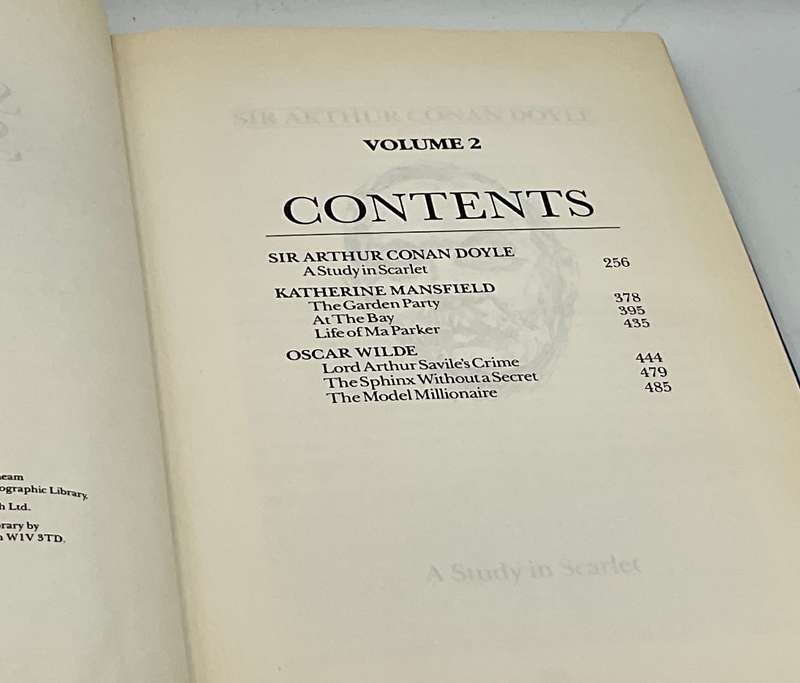 eam
ographic Library,
h Ltd.
rary by
n W1V 3TD.
SIR ARTHUR CONAN DOYLE
VOLUME 2
CONTENTS
SIR ARTHUR CONAN DOYLE
A Study in Scarlet 256
KATHERINE MANSFIELD
The Garden Party 378
At The Bay 395
Life of Ma Parker 435
OSCAR WILDE
Lord Arthur Savile's Crime 444
The Sphinx Without a Secret 479
The Model Millionaire 485
A Study in Scarlet